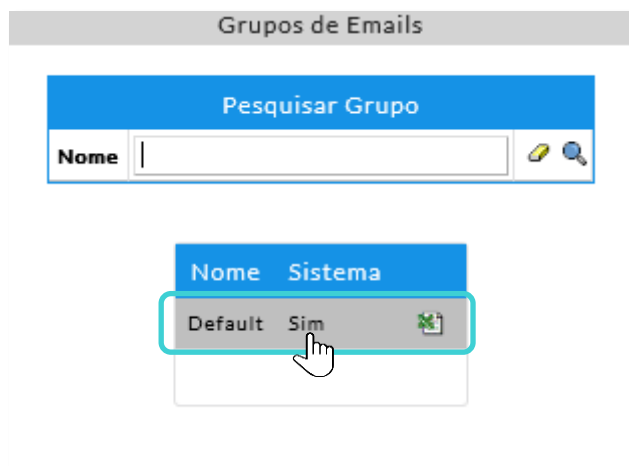 Grupos de Emails
Pesquisar Grupo
Nome
Nome Sistema
Default Sim